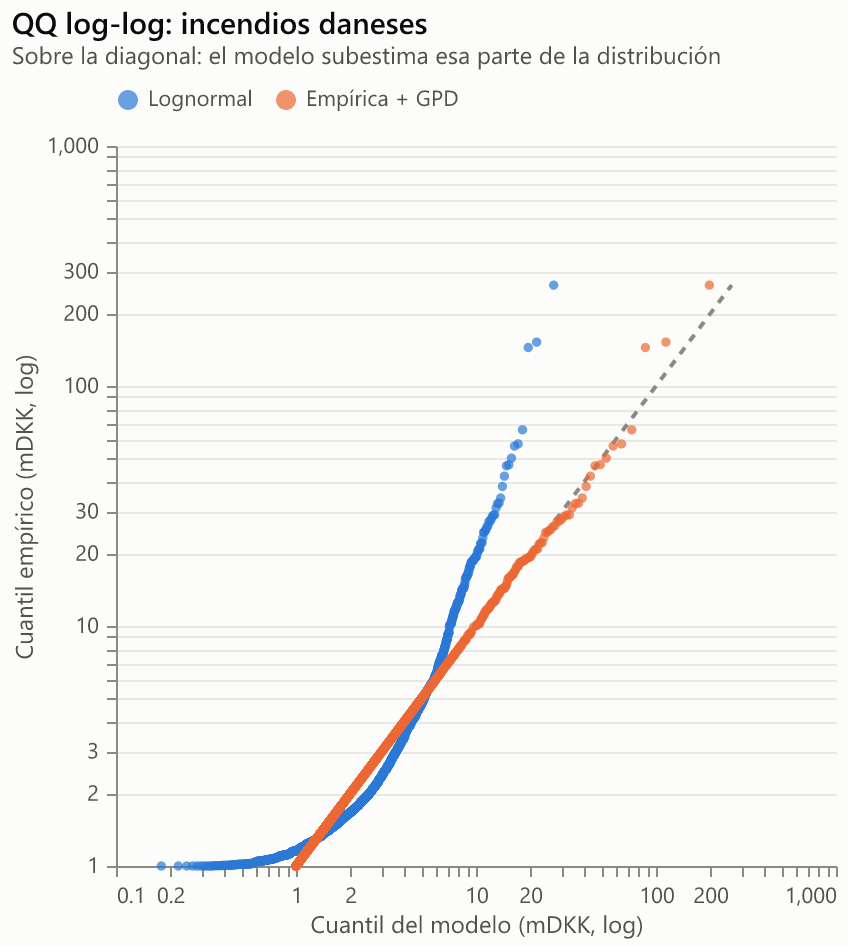 QQ log-log: incendios daneses
Sobre la diagonal: el modelo subestima esa parte de la distribución
Lognormal
Empírica + GPD
1,000
300
200
100
30
20
10
3
2
1
Cuantil empírico (mDKK, log)
0.1 0.2 1 2 10 20 100 200 1,000
Cuantil del modelo (mDKK, log)